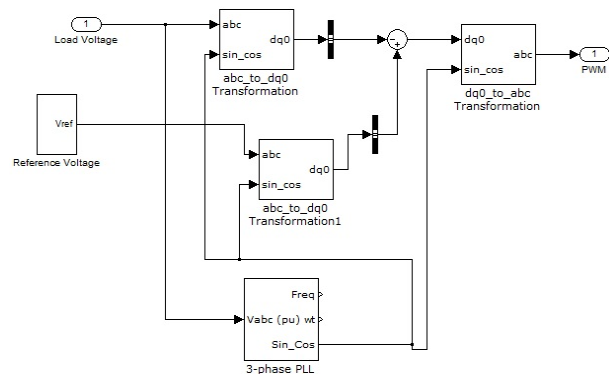 1
Load Voltage
abc
sin_cos
dq0
abc_to_dq0
Transformation
-
+
dq0
sin_cos
abc
dq0_to_abc
Transformation
1
PWM
Vref
Reference Voltage
abc
sin_cos
dq0
abc_to_dq0
Transformation1
Freq
Vabc (pu) wt
Sin_Cos
3-phase PLL